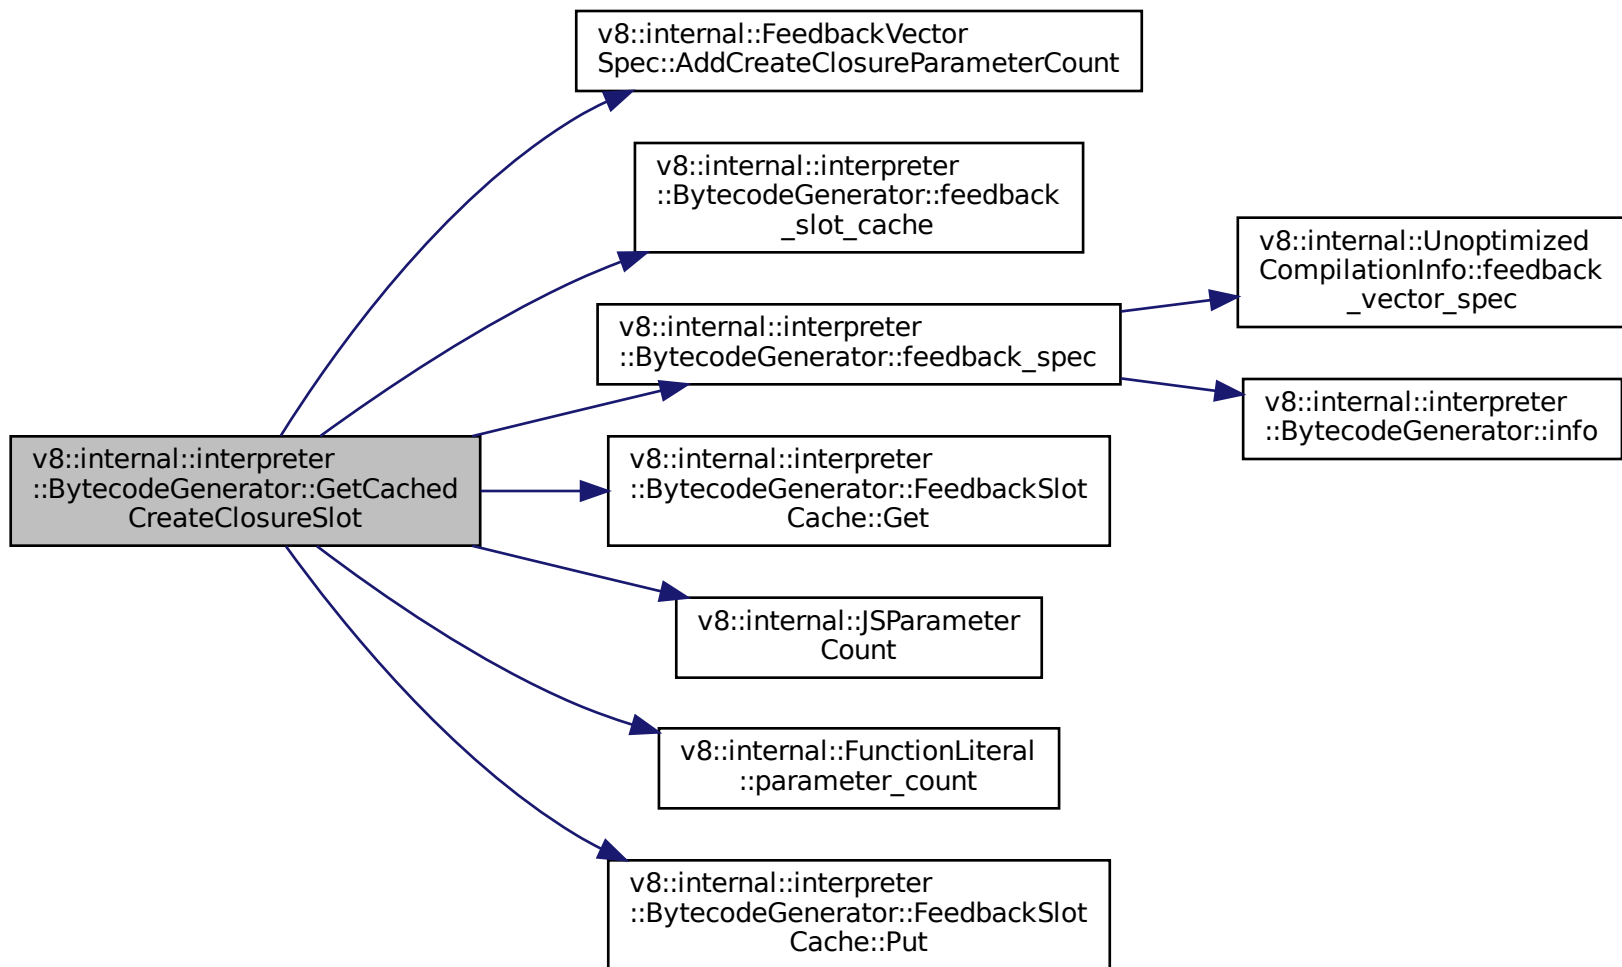 v8::internal::FeedbackVector
Spec::AddCreateClosureParameterCount
v8::internal::interpreter
::BytecodeGenerator::feedback
_slot_cache
v8::internal::Unoptimized
CompilationInfo::feedback
_vector_spec
v8::internal::interpreter
::BytecodeGenerator::feedback_spec
v8::internal::interpreter
::BytecodeGenerator::info
v8::internal::interpreter
::BytecodeGenerator::GetCached
CreateClosureSlot
v8::internal::interpreter
::BytecodeGenerator::FeedbackSlot
Cache::Get
v8::internal::JSParameter
Count
v8::internal::FunctionLiteral
::parameter_count
v8::internal::interpreter
::BytecodeGenerator::FeedbackSlot
Cache::Put